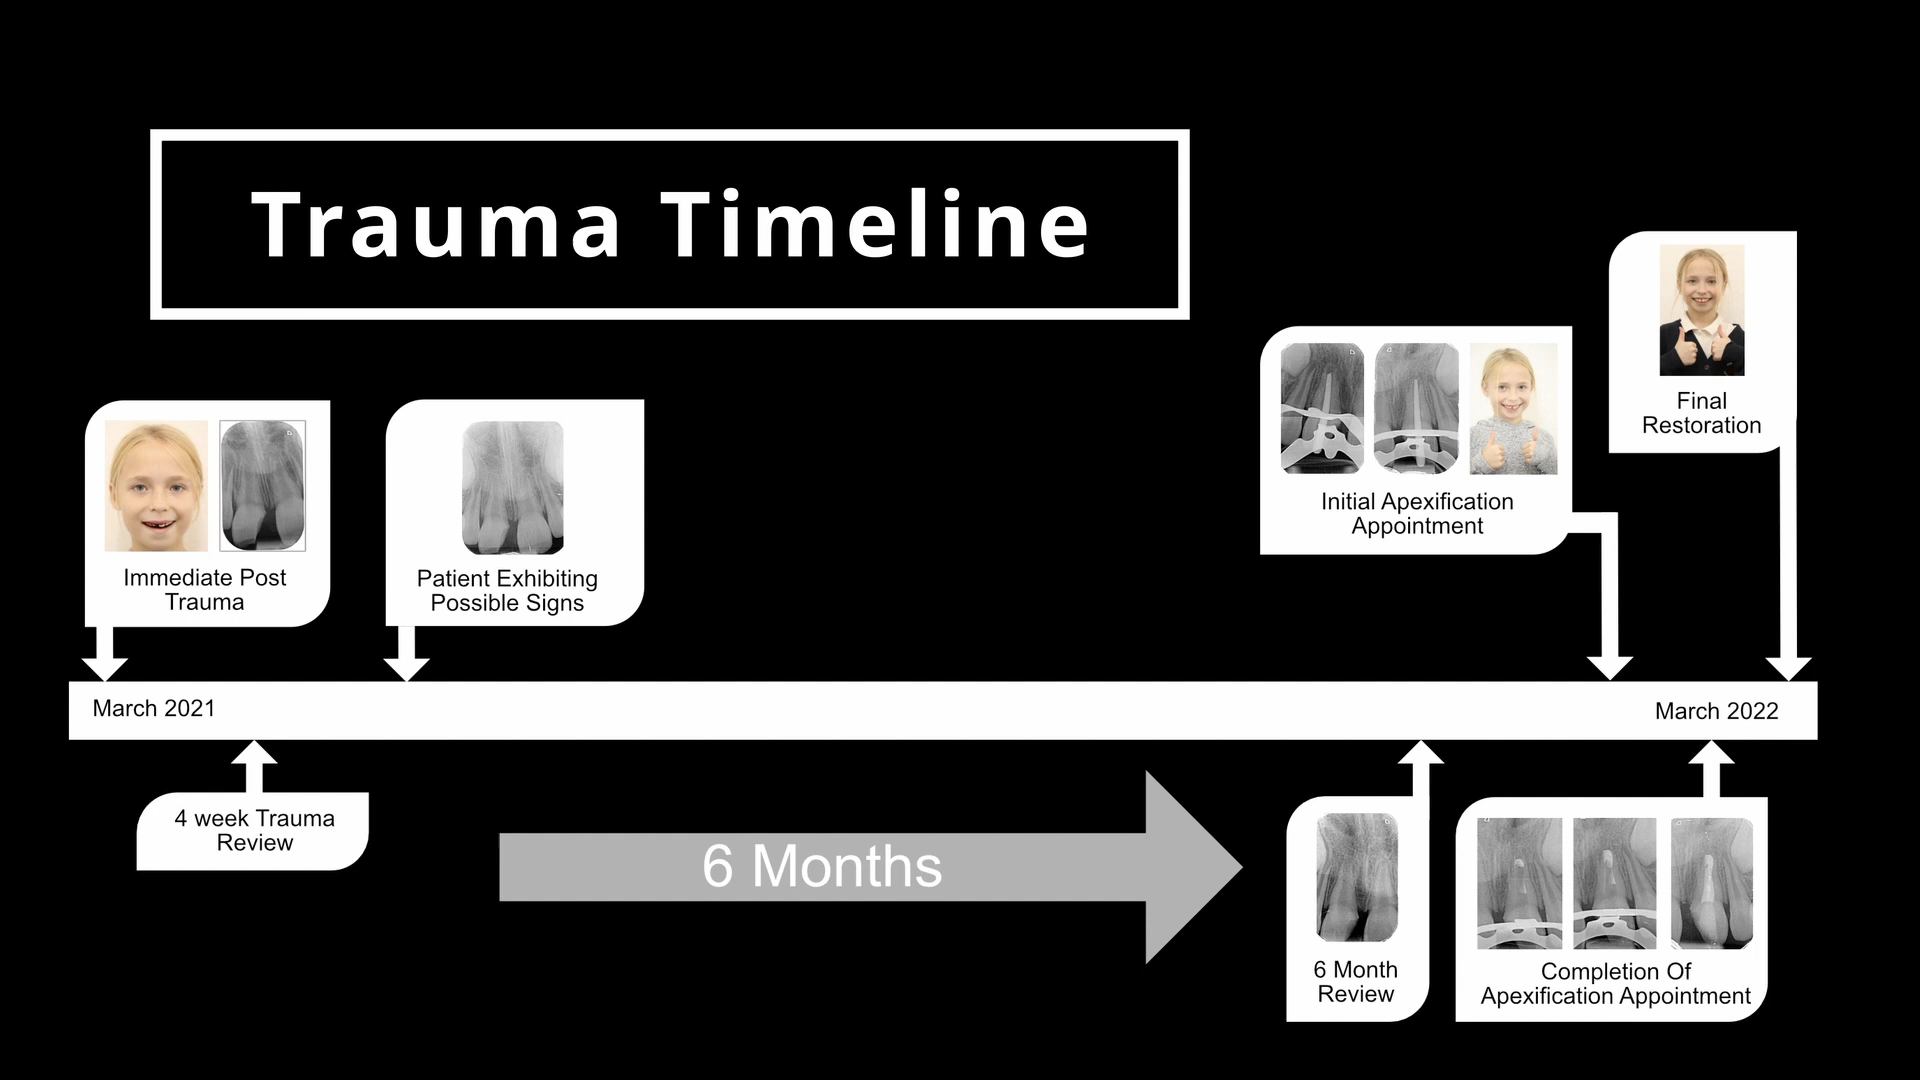 Trauma Timeline
Final
Restoration
Initial Apexification
Appointment
Immediate Post
Trauma
Patient Exhibiting
Possible Signs
March 2021
March 2022
4 week Trauma
Review
6 Months
6 Month
Review
Completion Of
Apexification Appointment